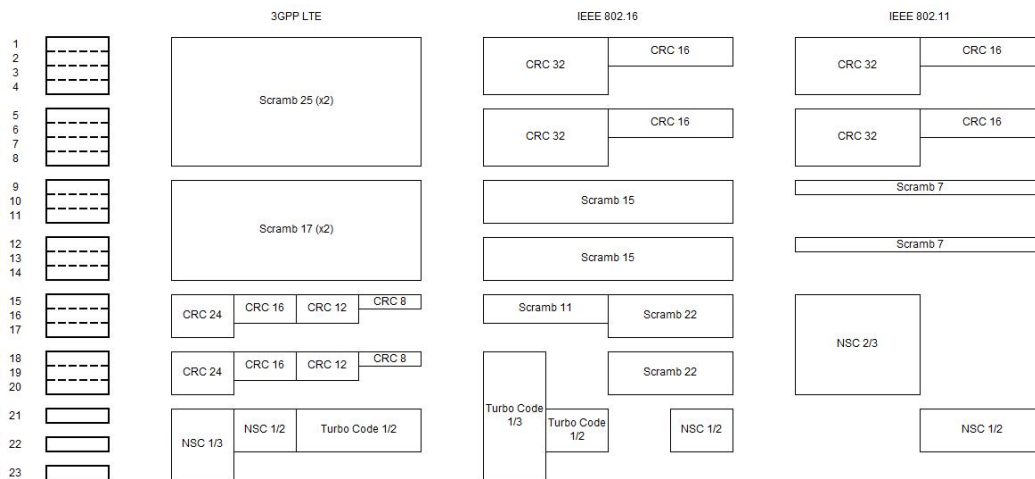 3GPP LTE
IEEE 802.16
IEEE 802.11
1
2
3
4
5
6
7
8
9
10
11
12
13
14
15
16
17
18
19
20
21
22
23
Scramb 25 (x2)
Scramb 17 (x2)
CRC 24
CRC 16
CRC 12
CRC 8
CRC 24
CRC 16
CRC 12
CRC 8
NSC 1/3
NSC 1/2
Turbo Code 1/2
CRC 32
CRC 16
CRC 32
CRC 16
Scramb 15
Scramb 15
Scramb 11
Scramb 22
Scramb 22
Turbo Code
1/3
Turbo Code
1/2
NSC 1/2
CRC 32
CRC 16
CRC 32
CRC 16
Scramb 7
Scramb 7
NSC 2/3
NSC 1/2